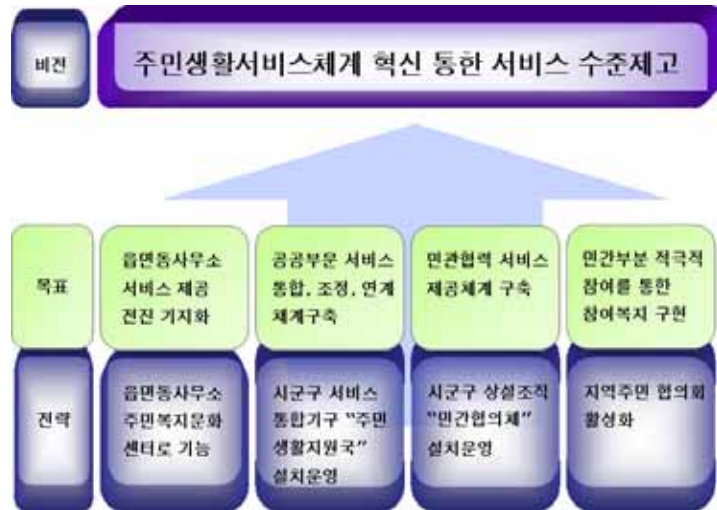 비전
주민생활서비스체계 혁신 통한 서비스 수준제고
목표
읍면동사무소
서비스 제공
전진 기지화
공공부문 서비스
통합, 조정, 연계
체계구축
민관협력 서비스
제공체계 구축
민간부분 적극적
참여를 통한
참여복지 구현
전략
읍면동사무소
주민복지문화
센터로 기능
시군구 서비스
통합기구 "주민
생활지원국"
설치운영
시군구 상설조직
"민간협의체"
설치운영
지역주민 협의회
활성화